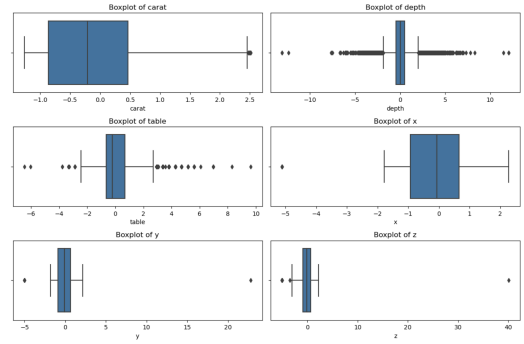 Boxplot of carat
−1.0 −0.5 0.0 0.5 1.0 1.5 2.0 2.5
carat
Boxplot of depth
−10 −5 0 5 10
depth
Boxplot of table
−6 −4 −2 0 2 4 6 8 10
table
Boxplot of x
−5 −4 −3 −2 −1 0 1 2
x
Boxplot of y
−5 0 5 10 15 20
y
Boxplot of z
0 10 20 30 40
z